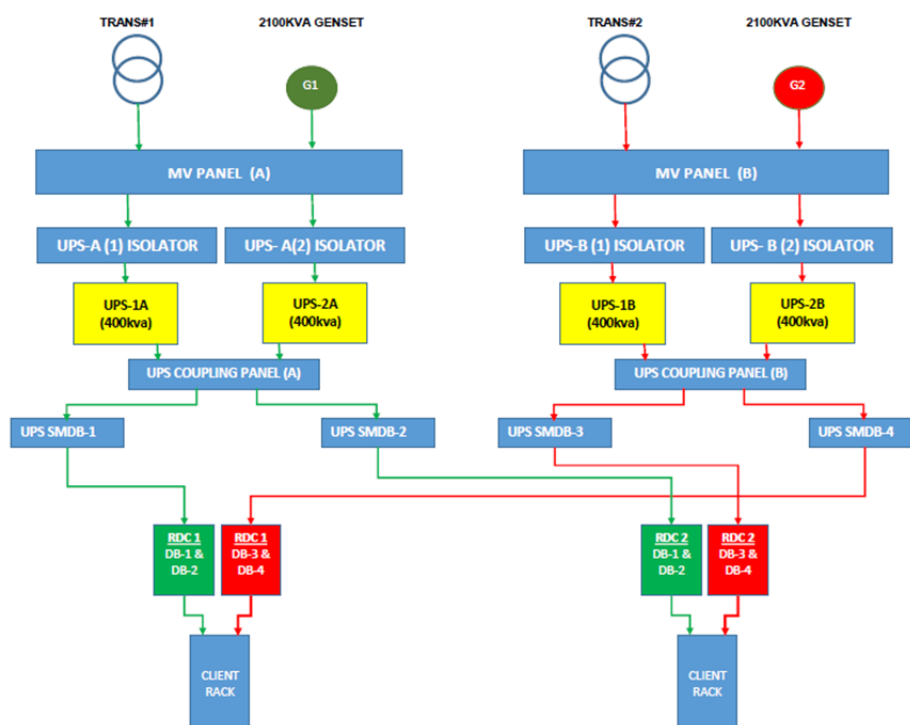 TRANS#1
2100KVA GENSET
TRANS#2
2100KVA GENSET
G1
G2
MV PANEL (A)
MV PANEL (B)
UPS-A (1) ISOLATOR
UPS- A(2) ISOLATOR
UPS-B (1) ISOLATOR
UPS- B (2) ISOLATOR
UPS-1A
(400kva)
UPS-2A
(400kva)
UPS-1B
(400kva)
UPS-2B
(400kva)
UPS COUPLING PANEL (A)
UPS COUPLING PANEL (B)
UPS SMDB-1
UPS SMDB-2
UPS SMDB-3
UPS SMDB-4
RDC 1
DB-1 &
DB-2
RDC 1
DB-3 &
DB-4
RDC 2
DB-1 &
DB-2
RDC 2
DB-3 &
DB-4
CLIENT
RACK
CLIENT
RACK